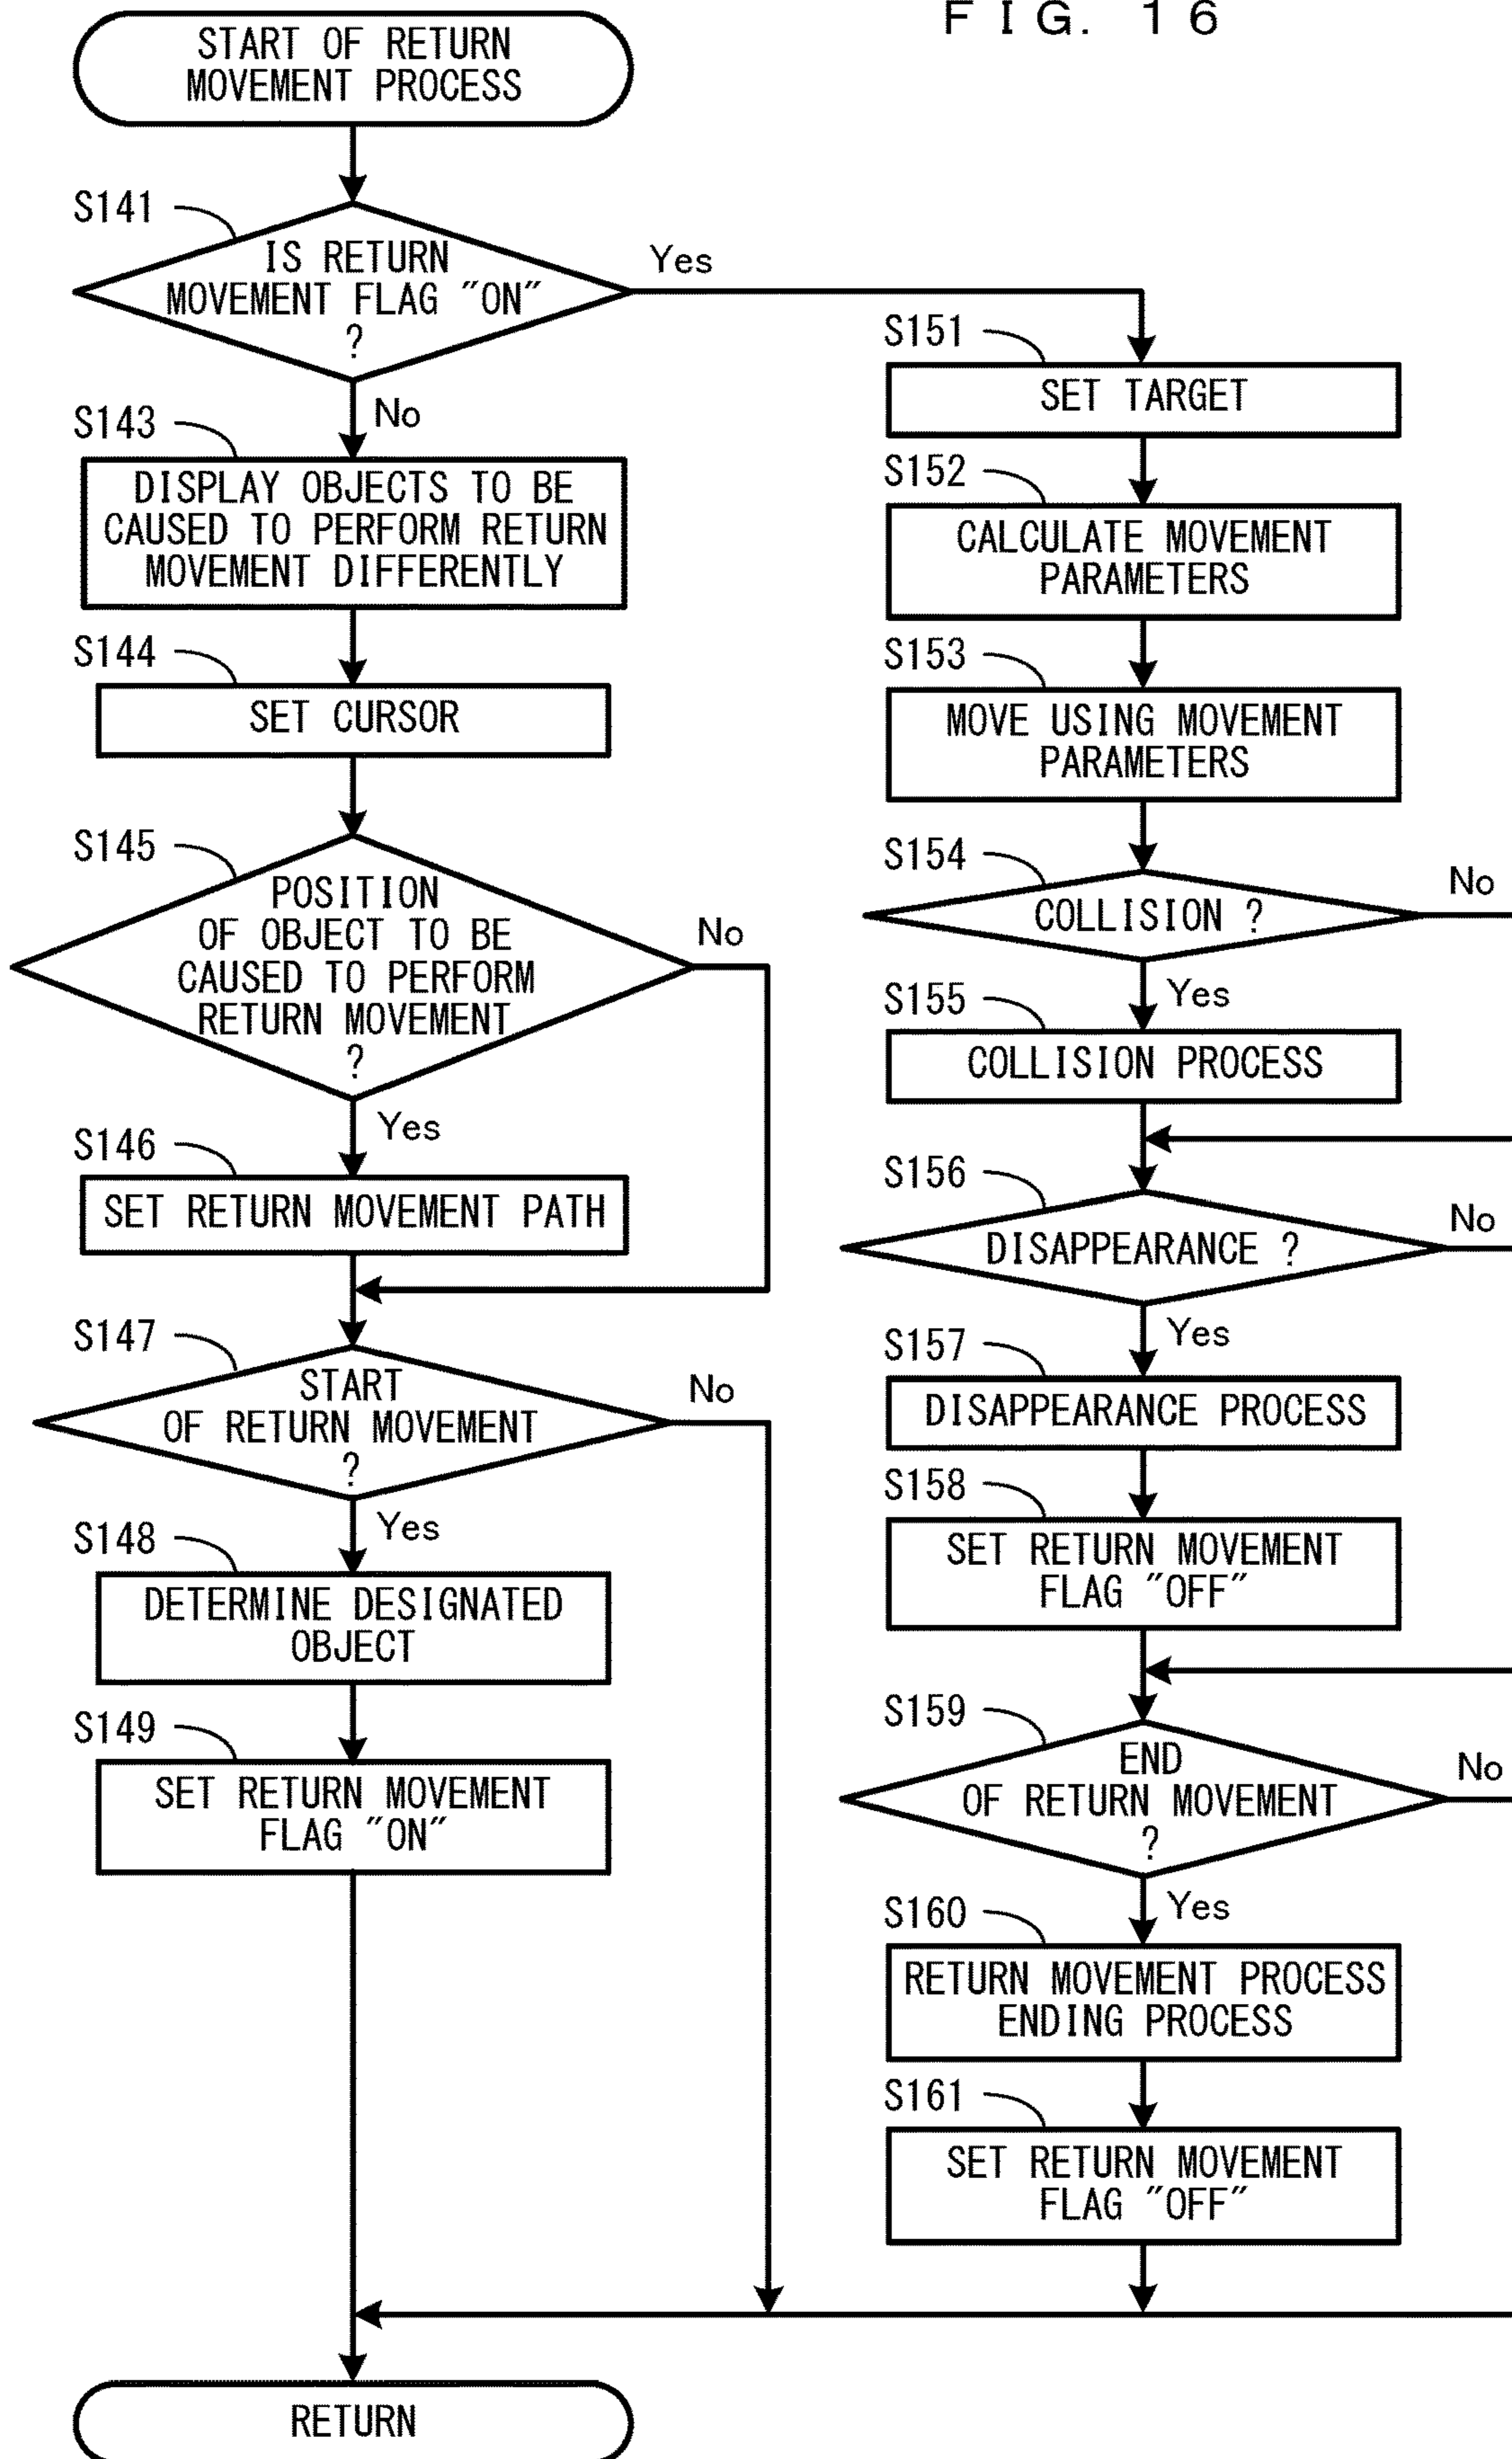 FIG. 16
START OF RETURN
MOVEMENT PROCESS
S141
IS RETURN
MOVEMENT FLAG "ON"
?
Yes
No
S143
DISPLAY OBJECTS TO BE
CAUSED TO PERFORM RETURN
MOVEMENT DIFFERENTLY
S144
SET CURSOR
S145
POSITION
OF OBJECT TO BE
CAUSED TO PERFORM
RETURN MOVEMENT
?
No
Yes
S146
SET RETURN MOVEMENT PATH
S147
START
OF RETURN MOVEMENT
?
No
Yes
S148
DETERMINE DESIGNATED
OBJECT
S149
SET RETURN MOVEMENT
FLAG "ON"
S151
SET TARGET
S152
CALCULATE MOVEMENT
PARAMETERS
S153
MOVE USING MOVEMENT
PARAMETERS
S154
COLLISION ?
No
Yes
S155
COLLISION PROCESS
S156
DISAPPEARANCE ?
No
Yes
S157
DISAPPEARANCE PROCESS
S158
SET RETURN MOVEMENT
FLAG "OFF"
S159
END
OF RETURN MOVEMENT
?
No
Yes
S160
RETURN MOVEMENT PROCESS
ENDING PROCESS
S161
SET RETURN MOVEMENT
FLAG "OFF"
RETURN